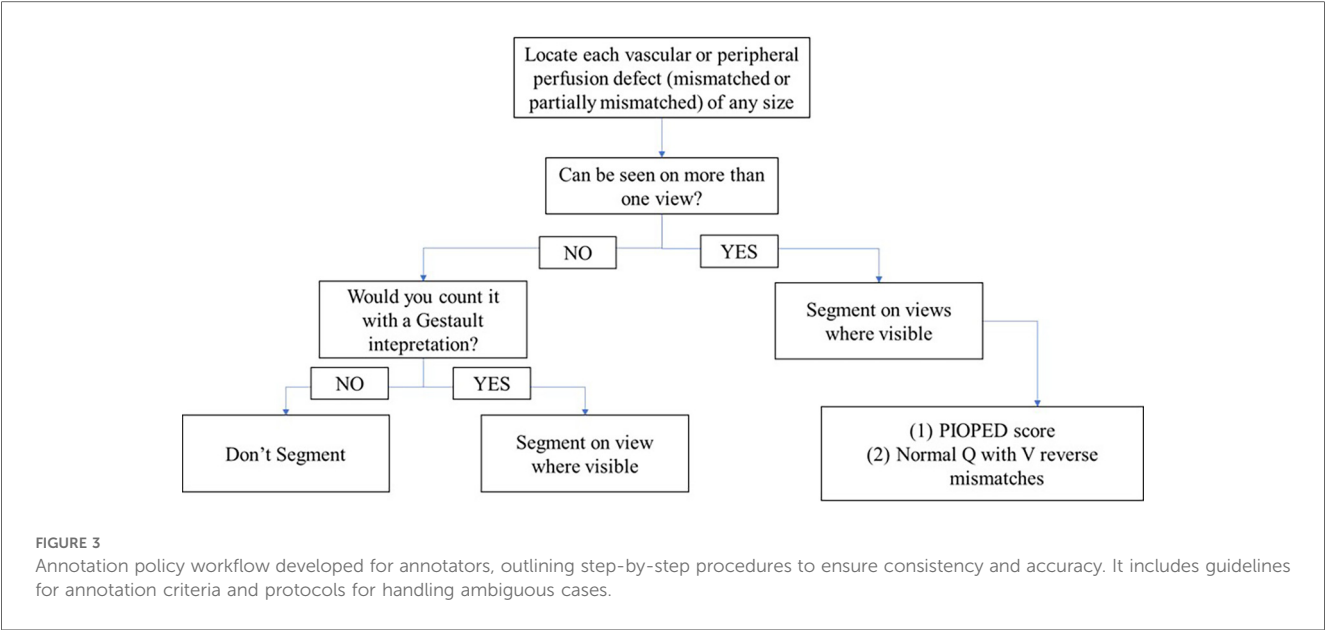 Locate each vascular or peripheral
perfusion defect (mismatched or
partially mismatched) of any size
Can be seen on more than
one view?
NO
YES
Would you count it
with a Gestault
intepretation?
Segment on views
where visible
NO
YES
Don’t Segment
Segment on view
where visible
(1) PIOPED score
(2) Normal Q with V reverse
mismatches
FIGURE 3
Annotation policy workflow developed for annotators, outlining step-by-step procedures to ensure consistency and accuracy. It includes guidelines
for annotation criteria and protocols for handling ambiguous cases.